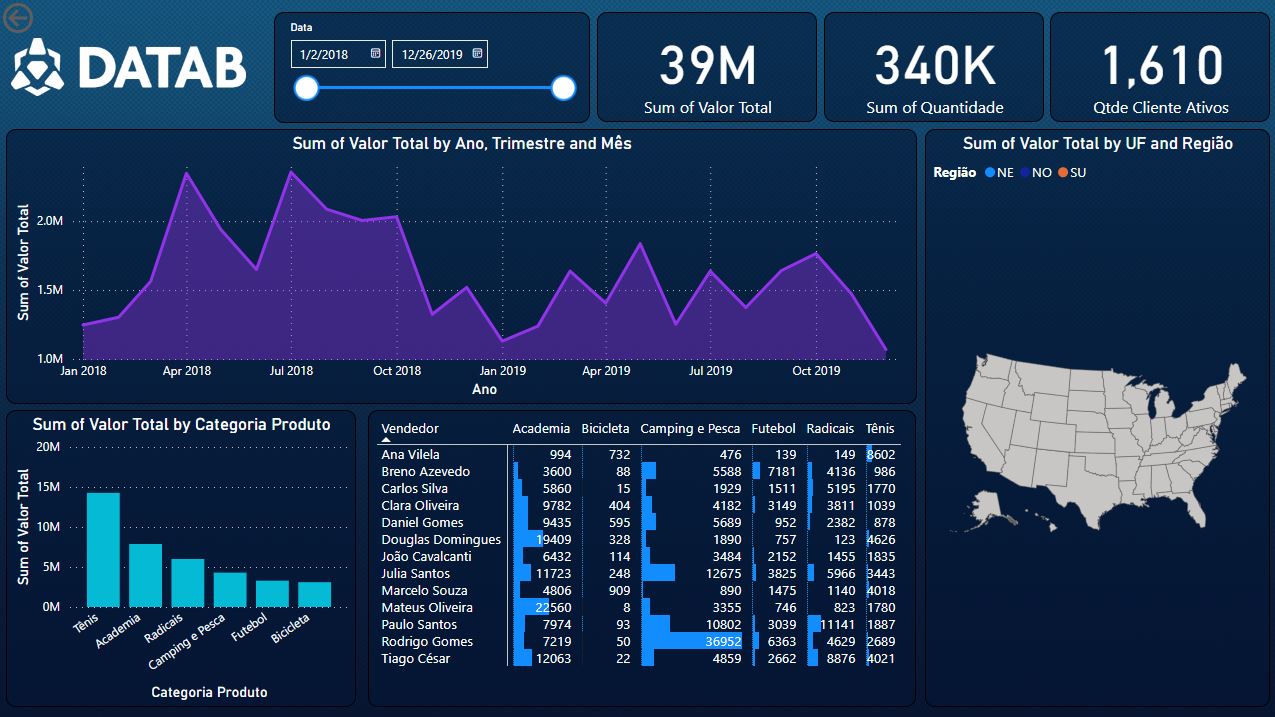 DATAB
Data
1/2/2018 12/26/2019
39M
Sum of Valor Total
340K
Sum of Quantidade
1,610
Qtde Cliente Ativos
Sum of Valor Total by Ano, Trimestre and Mês
Sum of Valor Total
2.0M
1.5M
1.0M
Jan 2018 Apr 2018 Jul 2018 Oct 2018 Jan 2019 Apr 2019 Jul 2019 Oct 2019
Ano
Sum of Valor Total by UF and Região
Região NE NO SU
Sum of Valor Total by Categoria Produto
Sum of Valor Total
20M
15M
10M
5M
0M
Tênis Academia Radicais Camping e Pesca Futebol Bicicleta
Categoria Produto
Vendedor Academia Bicicleta Camping e Pesca Futebol Radicais Tênis
Ana Vilela 994 732 476 139 149 8602
Breno Azevedo 3600 88 5588 7181 4136 986
Carlos Silva 5860 15 1929 1511 5195 1770
Clara Oliveira 9782 404 4182 3149 3811 1039
Daniel Gomes 9435 595 5689 952 2382 878
Douglas Domingues 19409 328 1890 757 123 4626
João Cavalcanti 6432 114 3484 2152 1455 1835
Julia Santos 11723 248 12675 3825 5966 3443
Marcelo Souza 4806 909 890 1475 1140 4018
Mateus Oliveira 22560 8 3355 746 823 1780
Paulo Santos 7974 93 10802 3039 11141 1887
Rodrigo Gomes 7219 50 36952 6363 4629 2689
Tiago César 12063 22 4859 2662 8876 4021